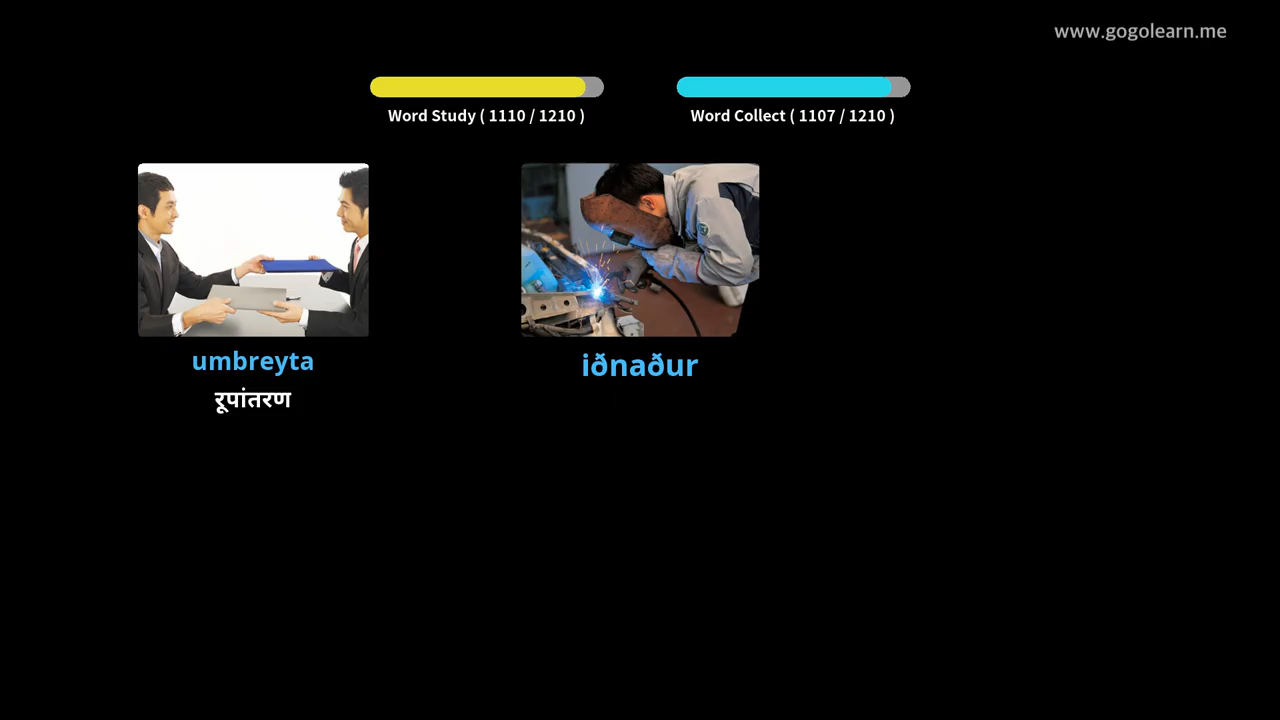 www.gogolearn.me
Word Study ( 1110 / 1210 )
Word Collect ( 1107 / 1210 )
umbreyta
रूपांतरण
iðnaður